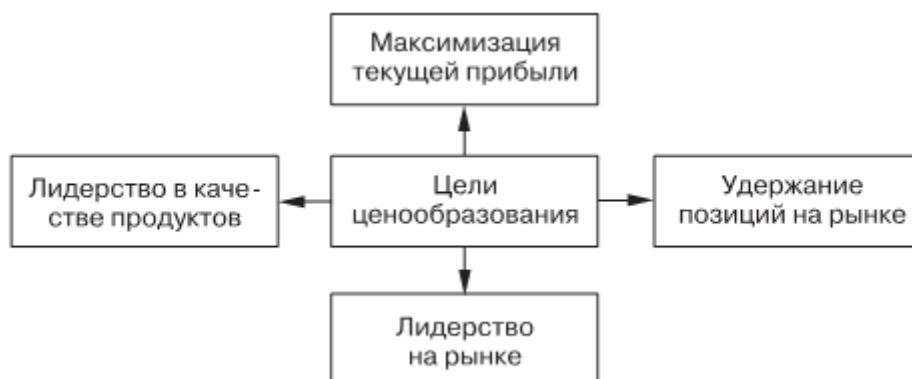 Максимизация
текущей прибыли
Лидерство в каче-
стве продуктов
Цели
ценообразования
Удержание
позиций на рынке
Лидерство
на рынке